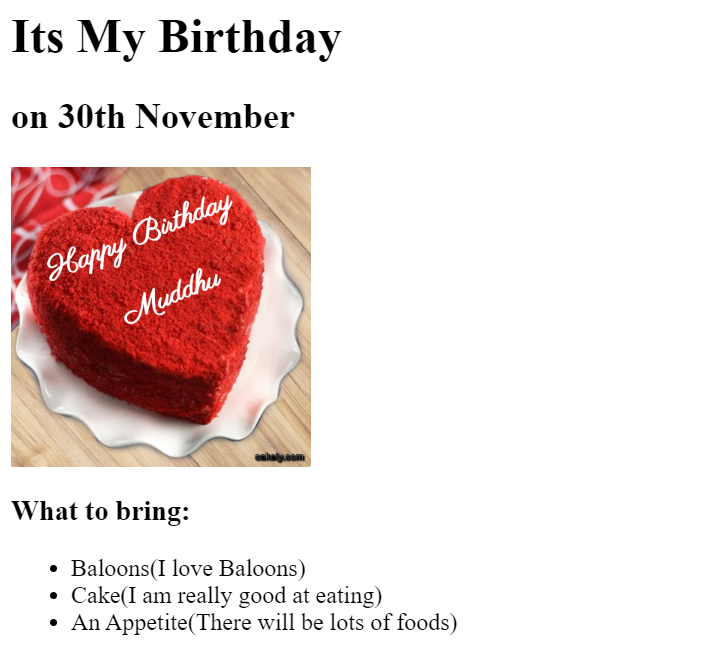 Its My Birthday
on 30th November
Happy Birthday
Muddhu
cakely.com
What to bring:
Baloons(I love Baloons)
Cake(I am really good at eating)
An Appetite(There will be lots of foods)